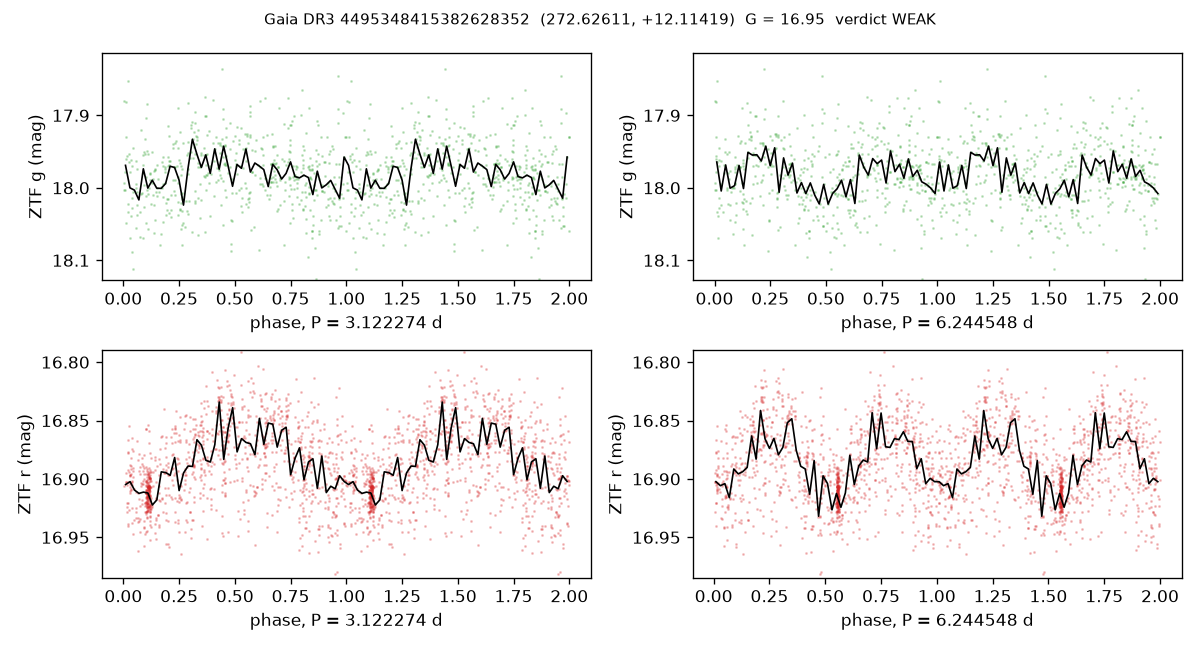 Gaia DR3 4495348415382628352 (272.62611, +12.11419) G = 16.95 verdict WEAK
ZTF g (mag)
17.9
18.0
18.1
0.00 0.25 0.50 0.75 1.00 1.25 1.50 1.75 2.00
phase, P = 3.122274 d
ZTF g (mag)
17.9
18.0
18.1
0.00 0.25 0.50 0.75 1.00 1.25 1.50 1.75 2.00
phase, P = 6.244548 d
ZTF r (mag)
16.80
16.85
16.90
16.95
0.00 0.25 0.50 0.75 1.00 1.25 1.50 1.75 2.00
phase, P = 3.122274 d
ZTF r (mag)
16.80
16.85
16.90
16.95
0.00 0.25 0.50 0.75 1.00 1.25 1.50 1.75 2.00
phase, P = 6.244548 d